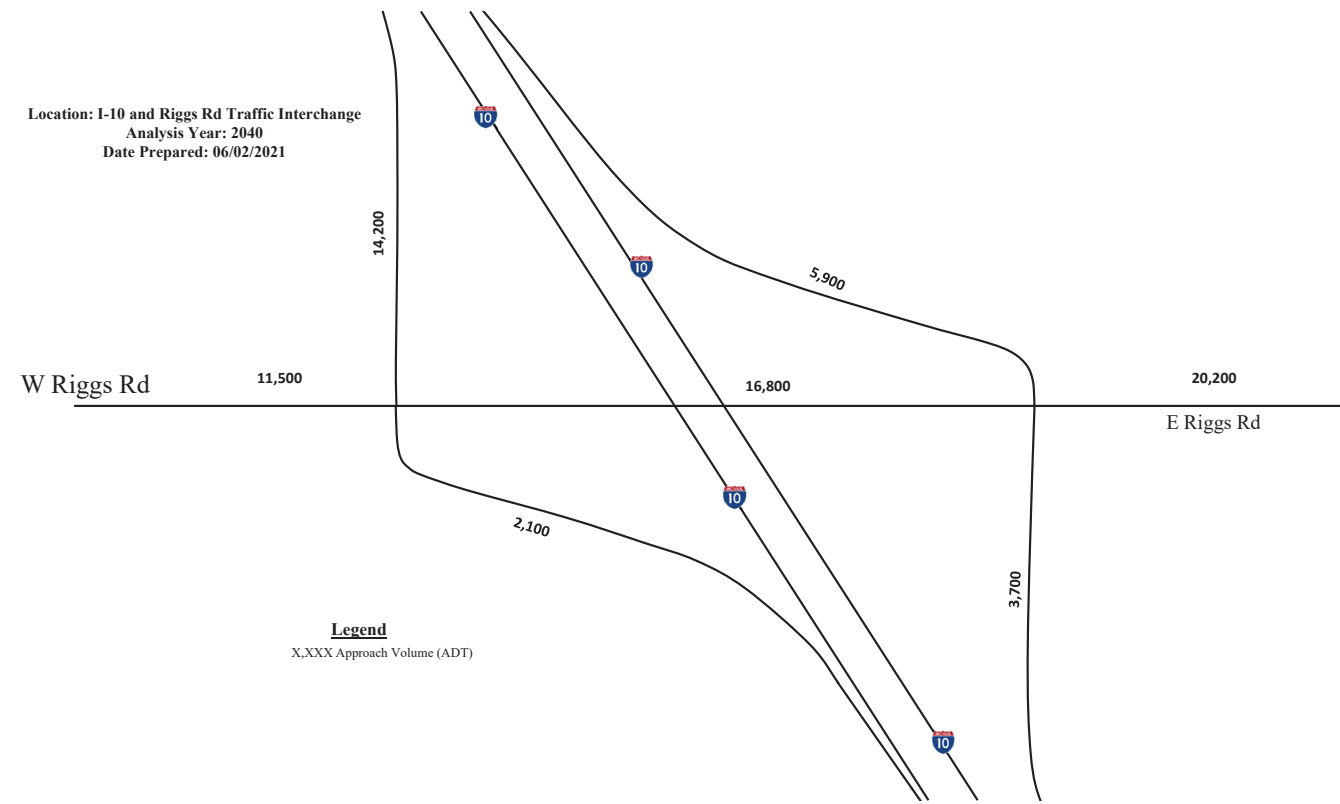 Location: I-10 and Riggs Rd Traffic Interchange
Analysis Year: 2040
Date Prepared: 06/02/2021
10
14,200
10
5,900
W Riggs Rd
11,500
16,800
20,200
E Riggs Rd
10
2,100
3,700
Legend
X,XXX Approach Volume (ADT)
10